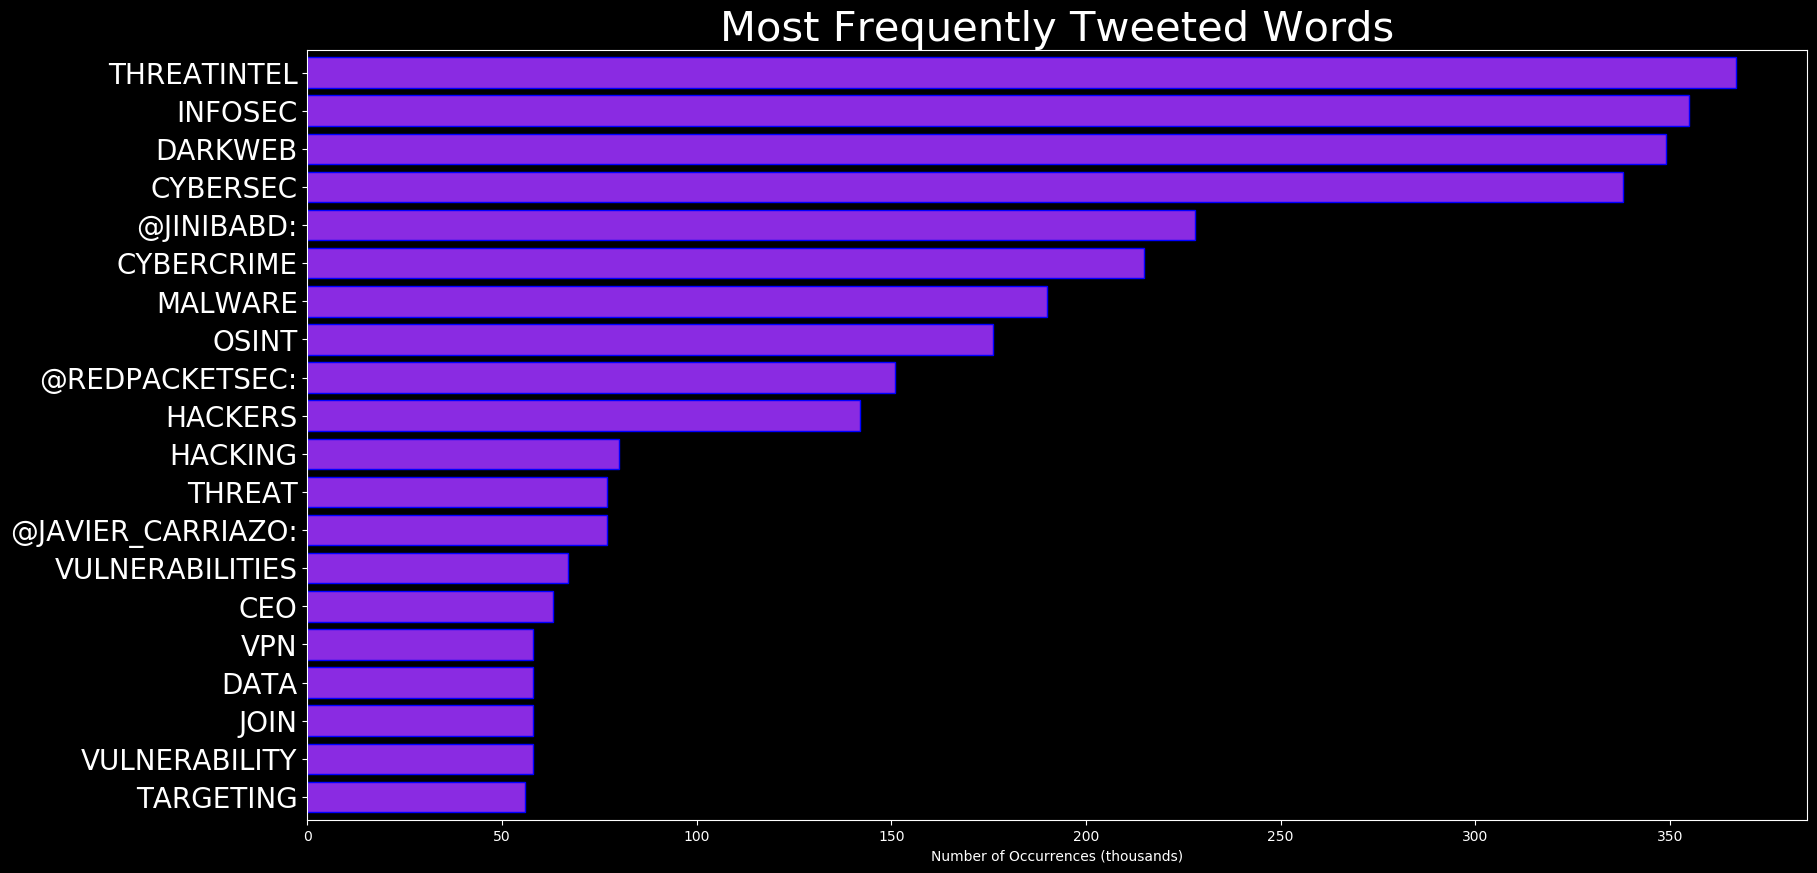 Most Frequently Tweeted Words
THREATINTEL
INFOSEC
DARKWEB
CYBERSEC
@JINIBABD:
CYBERCRIME
MALWARE
OSINT
@REDPACKETSEC:
HACKERS
HACKING
THREAT
@JAVIER_CARRIAZO:
VULNERABILITIES
CEO
VPN
DATA
JOIN
VULNERABILITY
TARGETING
0 50 100 150 200 250 300 350
Number of Occurrences (thousands)